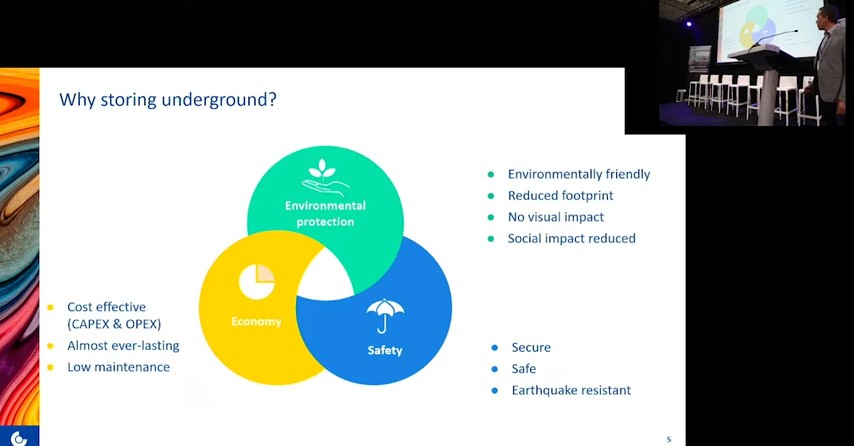 Why storing underground?
Environmental
protection
Economy
Safety
Environmentally friendly
Reduced footprint
No visual impact
Social impact reduced
Cost effective
(CAPEX & OPEX)
Almost ever-lasting
Low maintenance
Secure
Safe
Earthquake resistant
5